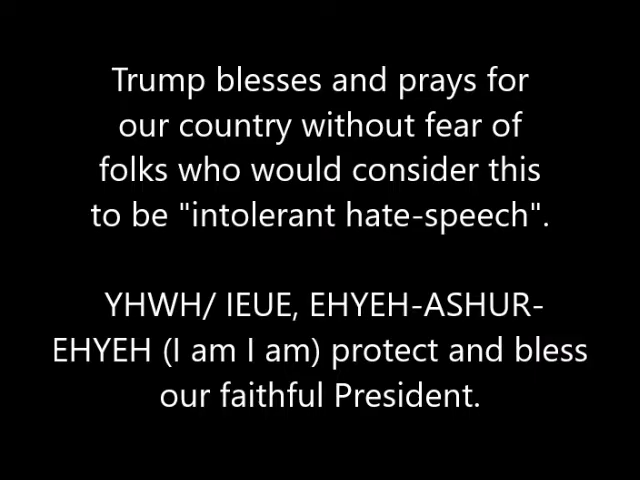 Trump blesses and prays for
our country without fear of
folks who would consider this
to be "intolerant hate-speech".
YHWH/ IEUE, EHYEH-ASHUR-
EHYEH (I am I am) protect and bless
our faithful President.